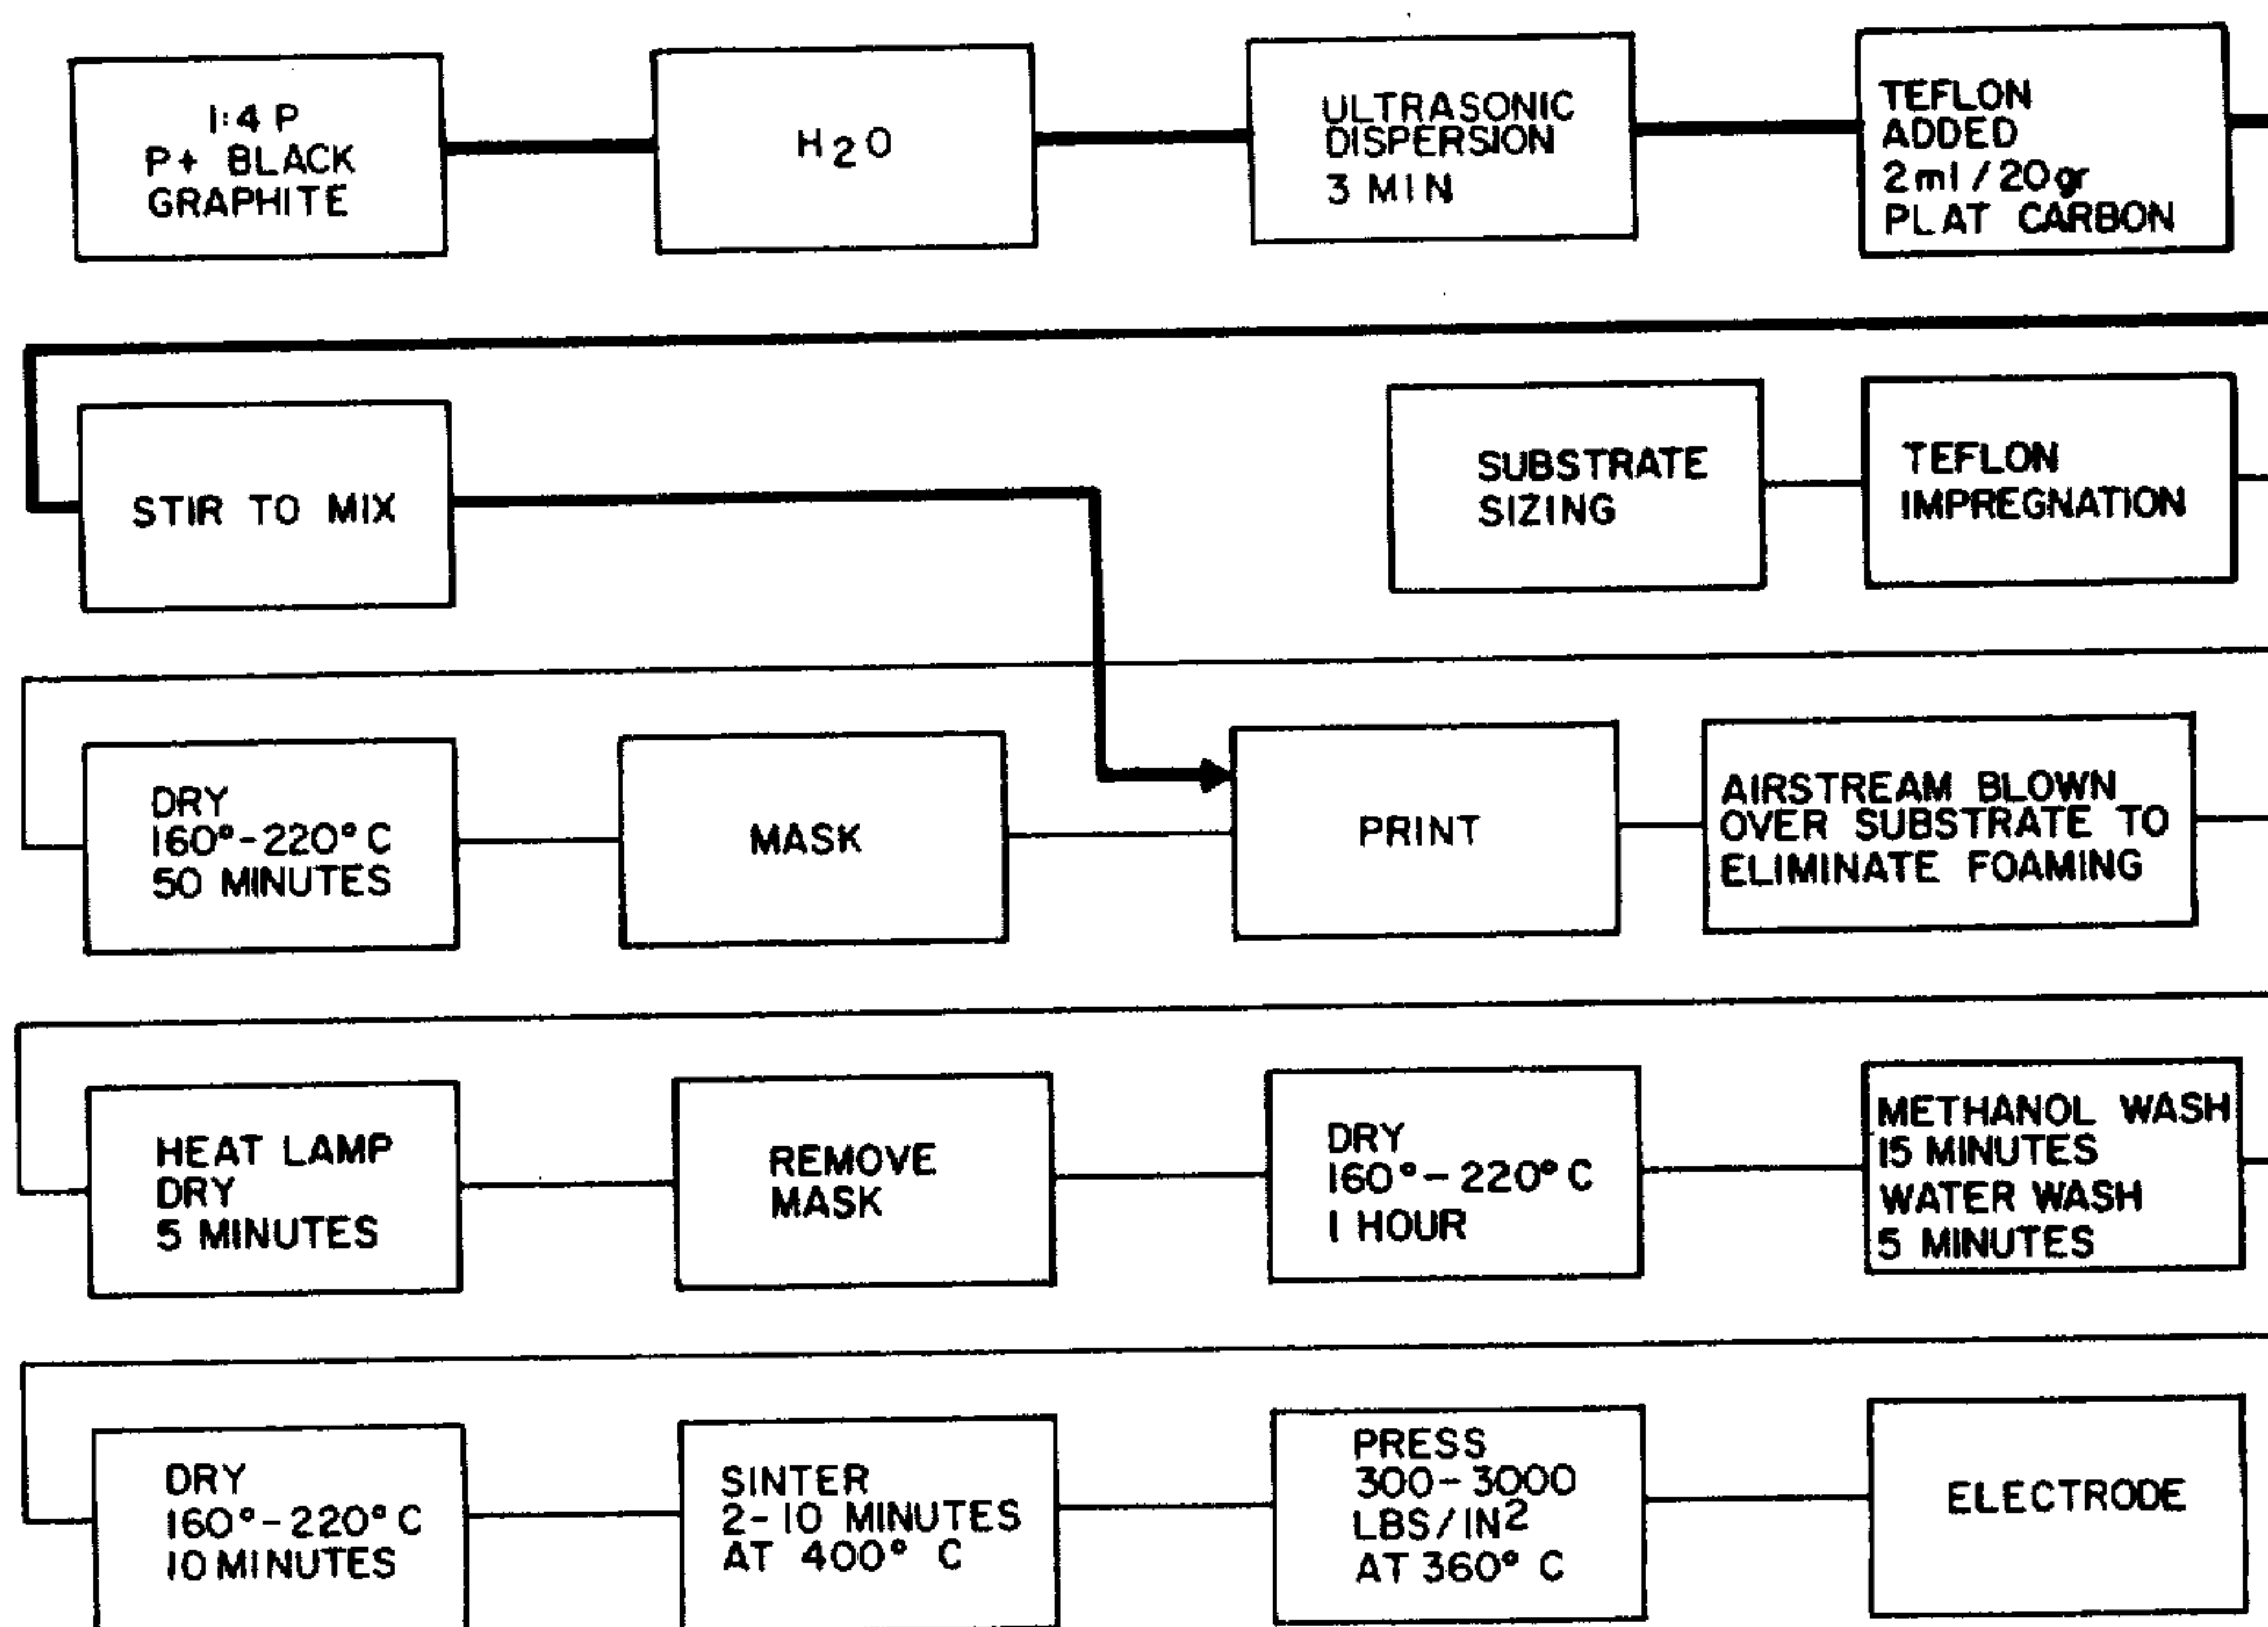 1:4 P
P+ BLACK
GRAPHITE
H2O
ULTRASONIC
DISPERSION
3 MIN
TEFLON
ADDED
2ml/20gr
PLAT CARBON
STIR TO MIX
SUBSTRATE
SIZING
TEFLON
IMPREGNATION
DRY
160°-220°C
50 MINUTES
MASK
PRINT
AIRSTREAM BLOWN
OVER SUBSTRATE TO
ELIMINATE FOAMING
HEAT LAMP
DRY
5 MINUTES
REMOVE
MASK
DRY
160°-220°C
1 HOUR
METHANOL WASH
15 MINUTES
WATER WASH
5 MINUTES
DRY
160°-220°C
10 MINUTES
SINTER
2-10 MINUTES
AT 400° C
PRESS
300-3000
LBS/IN2
AT 360° C
ELECTRODE